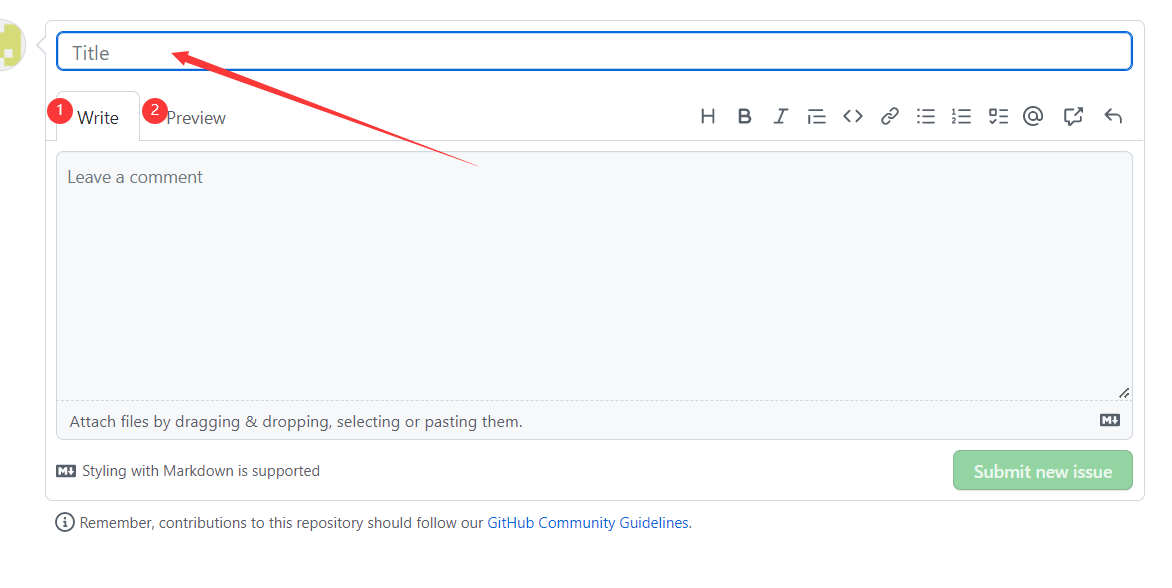 Title
1 Write 2 Preview H B I @
Leave a comment
Attach files by dragging & dropping, selecting or pasting them.
Styling with Markdown is supported
Submit new issue
Remember, contributions to this repository should follow our GitHub Community Guidelines.